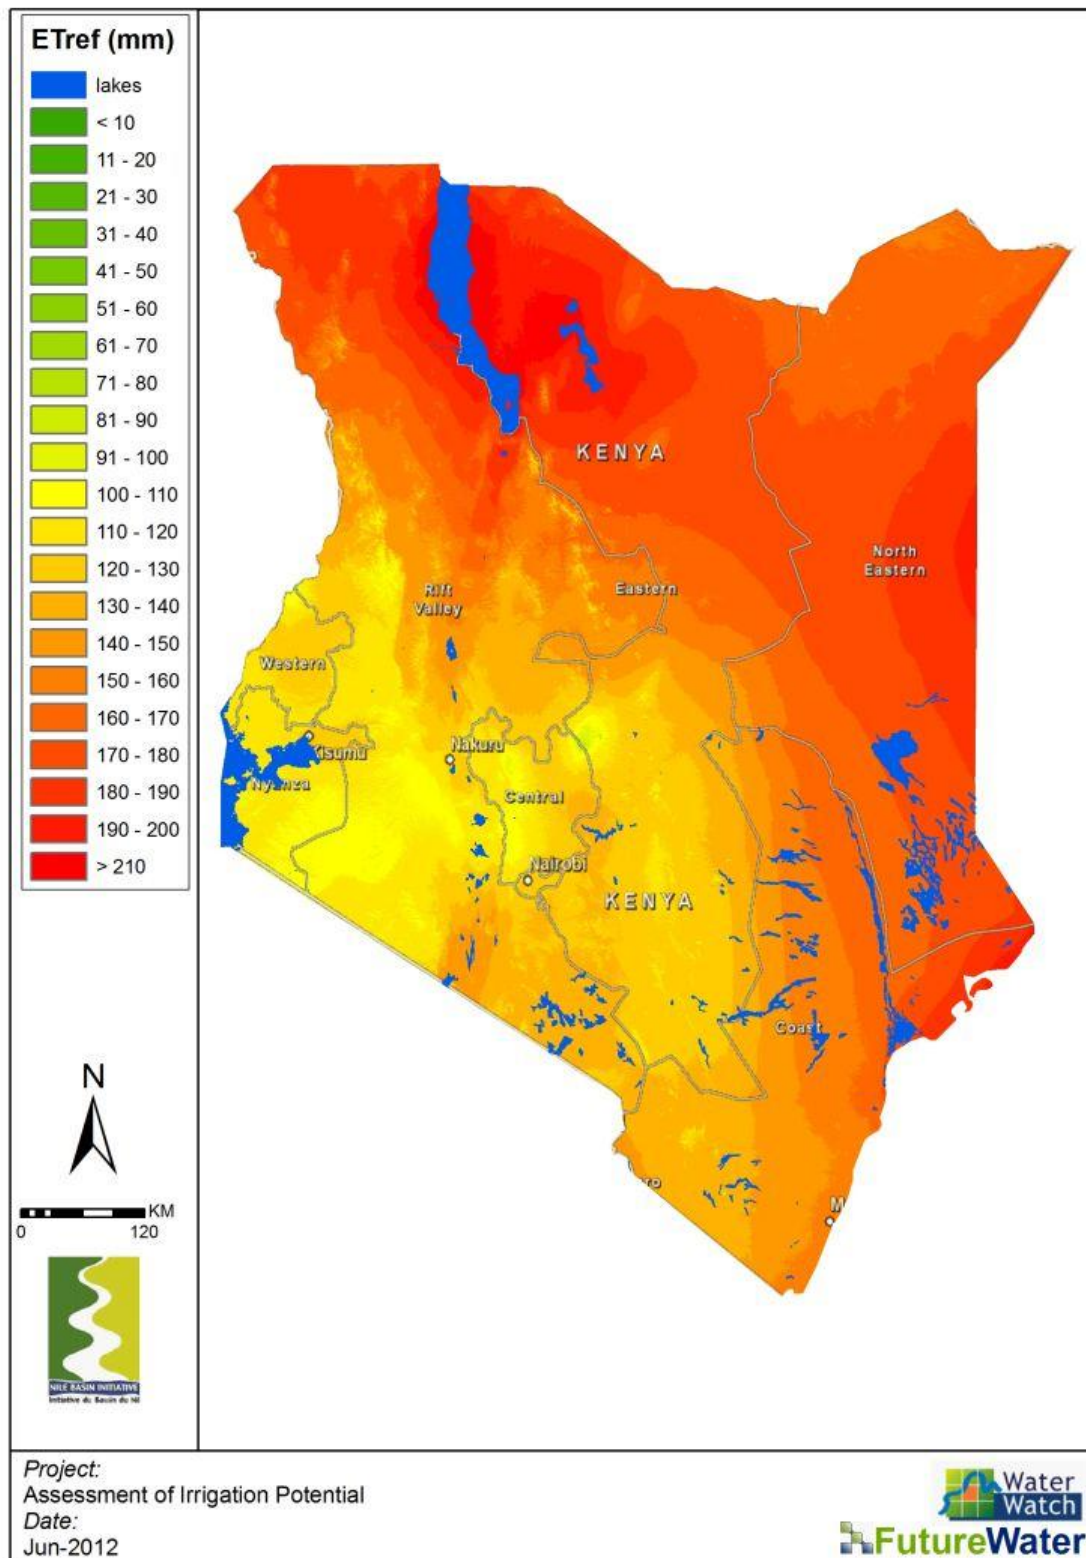 ETref (mm)
lakes
< 10
11 - 20
21 - 30
31 - 40
41 - 50
51 - 60
61 - 70
71 - 80
81 - 90
91 - 100
100 - 110
110 - 120
120 - 130
130 - 140
140 - 150
150 - 160
160 - 170
170 - 180
180 - 190
190 - 200
> 210
N
KM
0 120
NILE BASIN INITIATIVE
Initiative du Bassin du Nil
KENYA
North
Eastern
Rift
Valley
Eastern
Western
Kisumu
Nyanza
Nakuru
Central
Nairobi
KENYA
Coast
ro
M
Project:
Assessment of Irrigation Potential
Date:
Jun-2012
Water
Watch
FutureWater